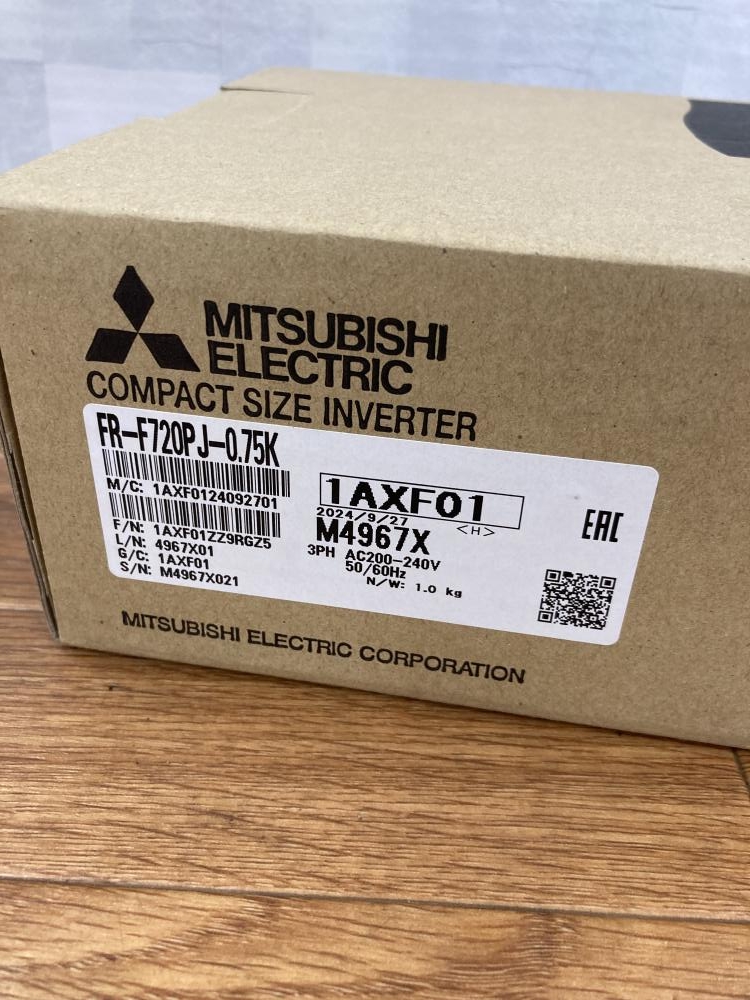 MITSUBISHI
ELECTRIC
COMPACT SIZE INVERTER
FR-F720PJ-0.75K
M/C: 1AXF0124092701
F/N: 1AXF01ZZ9RGZ5
L/N: 4967X01
G/C: 1AXF01
S/N: M4967X021
1AXF01
2024/9/27 <H>
M4967X
3PH AC200-240V
50/60Hz
N/W: 1.0 kg
EAC
MITSUBISHI ELECTRIC CORPORATION